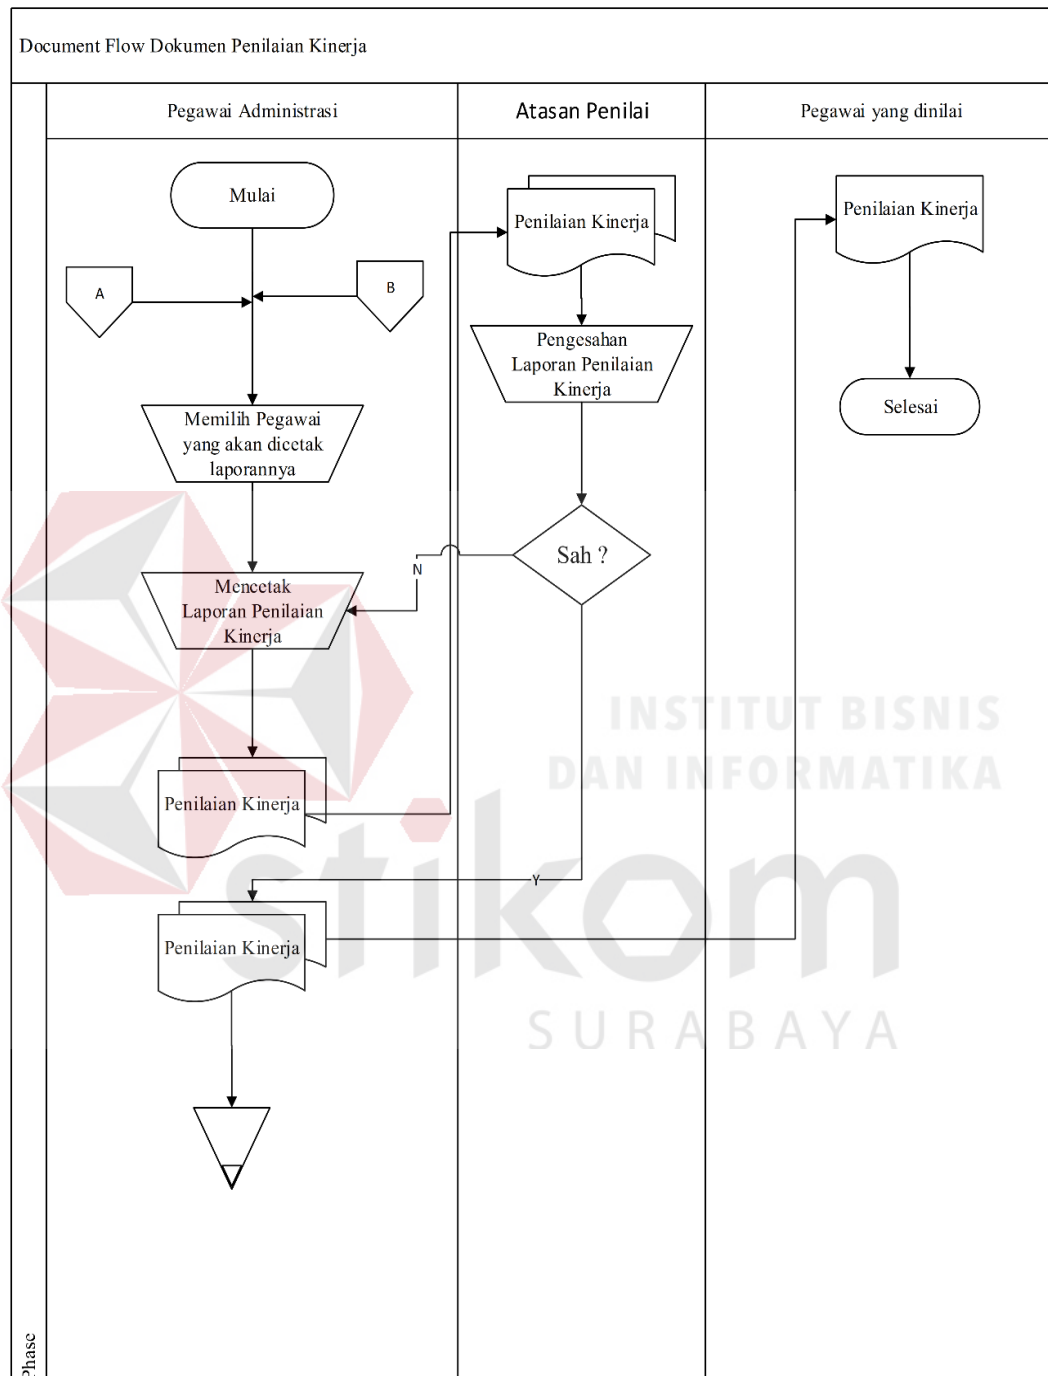 Document Flow Dokumen Penilaian Kinerja
Pegawai Administrasi
Atasan Penilai
Pegawai yang dinilai
Mulai
A
B
Memilih Pegawai
yang akan dicetak
laporannya
Mencetak
Laporan Penilaian
Kinerja
Penilaian Kinerja
Penilaian Kinerja
Penilaian Kinerja
Pengesahan
Laporan Penilaian
Kinerja
Sah ?
N
Y
Penilaian Kinerja
Selesai
Phase
INSTITUT BISNIS
DAN INFORMATIKA
stikom
SURABAYA